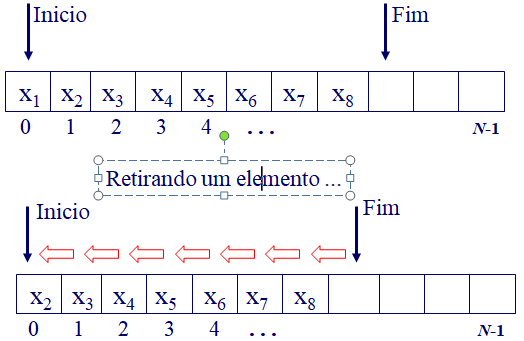 Inicio Fim
x1 x2 x3 x4 x5 x6 x7 x8
0 1 2 3 4 ... N-1
Retirando um elemento ...
Inicio Fim
x2 x3 x4 x5 x6 x7 x8
0 1 2 3 4 ... N-1